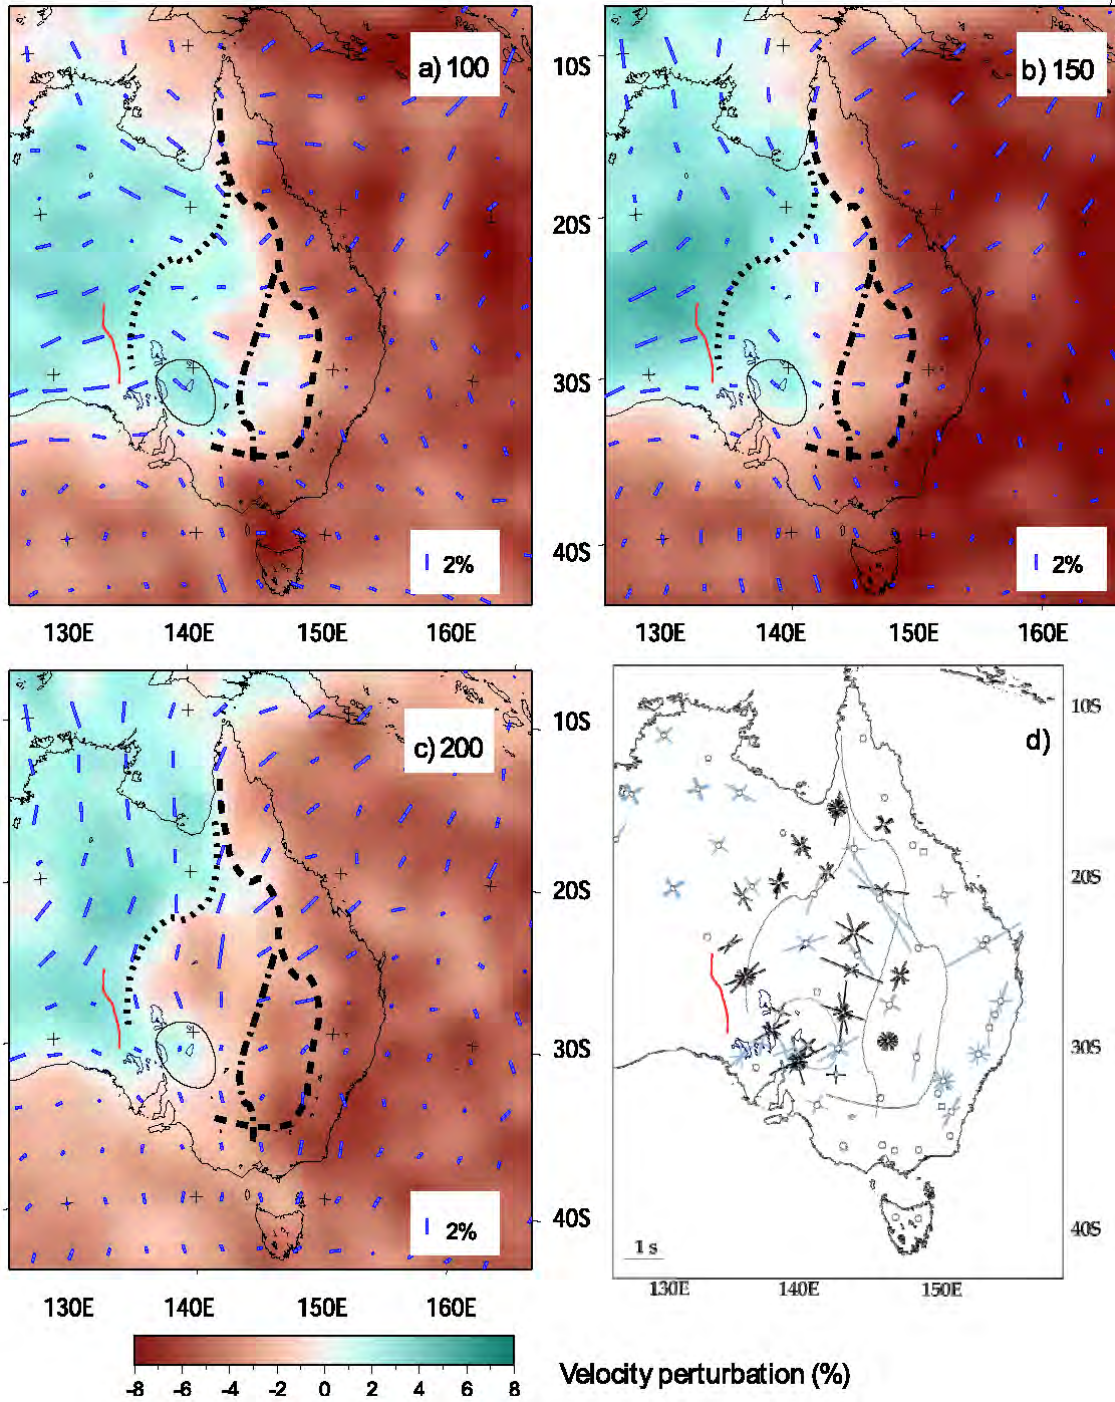 a) 100
b) 150
10S
20S
30S
40S
2%
2%
130E 140E 150E 160E
130E 140E 150E 160E
c) 200
d)
10S
20S
30S
40S
10S
20S
30S
40S
2%
1 s
130E 140E 150E 160E
130E 140E 150E
-8 -6 -4 -2 0 2 4 6 8
Velocity perturbation (%)